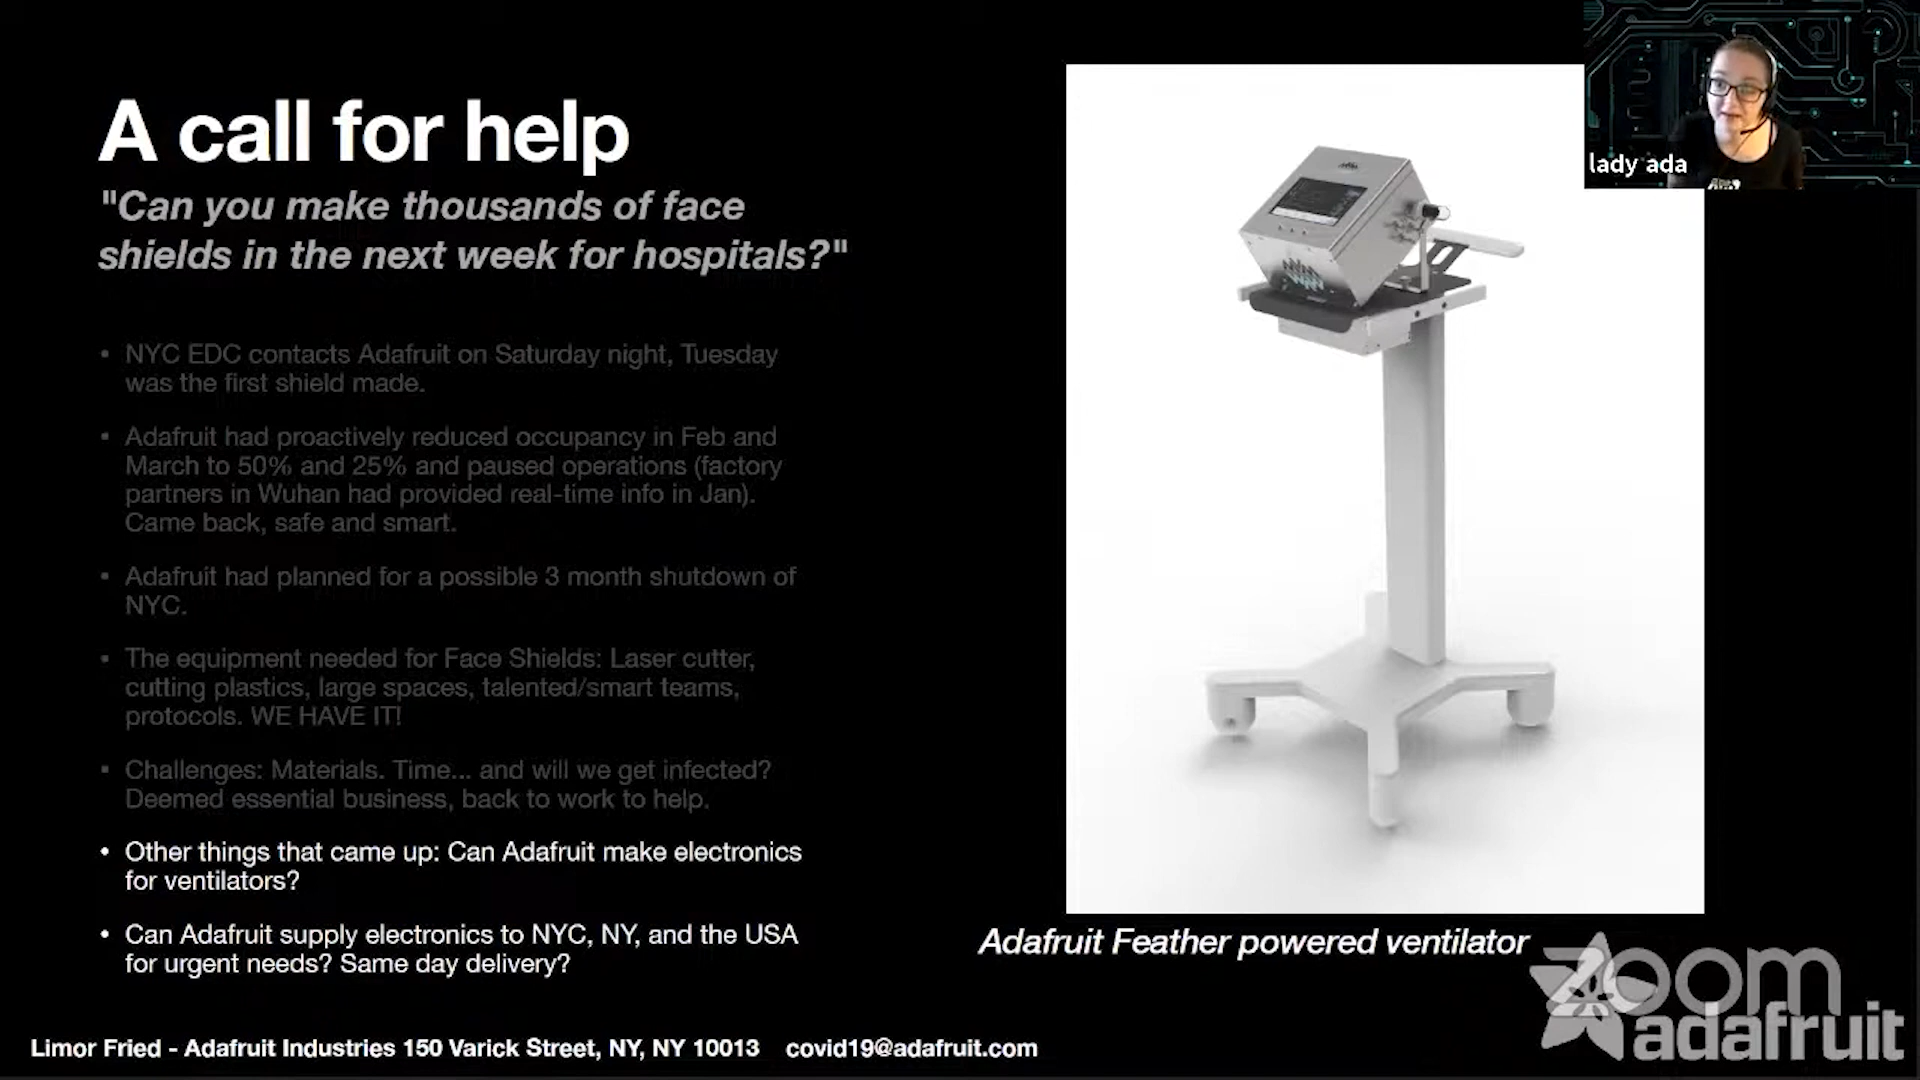 A call for help
"Can you make thousands of face
shields in the next week for hospitals?"
• NYC EDC contacts Adafruit on Saturday night, Tuesday
was the first shield made.
• Adafruit had proactively reduced occupancy in Feb and
March to 50% and 25% and paused operations (factory
partners in Wuhan had provided real-time info in Jan).
Came back, safe and smart.
• Adafruit had planned for a possible 3 month shutdown of
NYC.
• The equipment needed for Face Shields: Laser cutter,
cutting plastics, large spaces, talented/smart teams,
protocols. WE HAVE IT!
• Challenges: Materials. Time... and will we get infected?
Deemed essential business, back to work to help.
• Other things that came up: Can Adafruit make electronics
for ventilators?
• Can Adafruit supply electronics to NYC, NY, and the USA
for urgent needs? Same day delivery?
lady ada
Adafruit Feather powered ventilator
zoom
adafruit
Limor Fried - Adafruit Industries 150 Varick Street, NY, NY 10013 covid19@adafruit.com